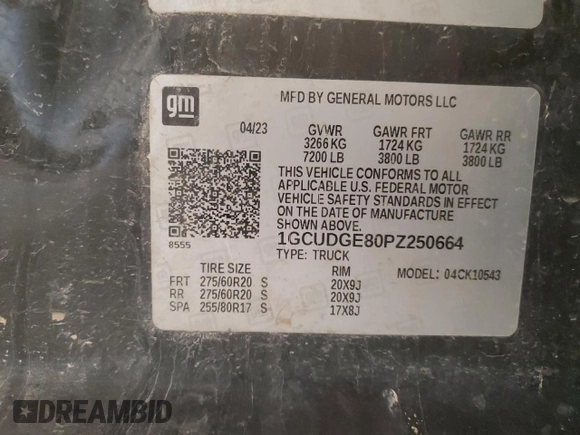 gm
MFD BY GENERAL MOTORS LLC
04/23 GVWR GAWR FRT GAWR RR
3266 KG 1724 KG 1724 KG
7200 LB 3800 LB 3800 LB
THIS VEHICLE CONFORMS TO ALL
APPLICABLE U.S. FEDERAL MOTOR
VEHICLE SAFETY STANDARDS IN EFFECT
ON THE DATE OF MANUFACTURE
SHOWN ABOVE.
8555
1GCUDGE80PZ250664
TYPE: TRUCK
TIRE SIZE RIM MODEL: 04CK10543
FRT 275/60R20 S 20X9J
RR 275/60R20 S 20X9J
SPA 255/80R17 S 17X8J
DREAMBID